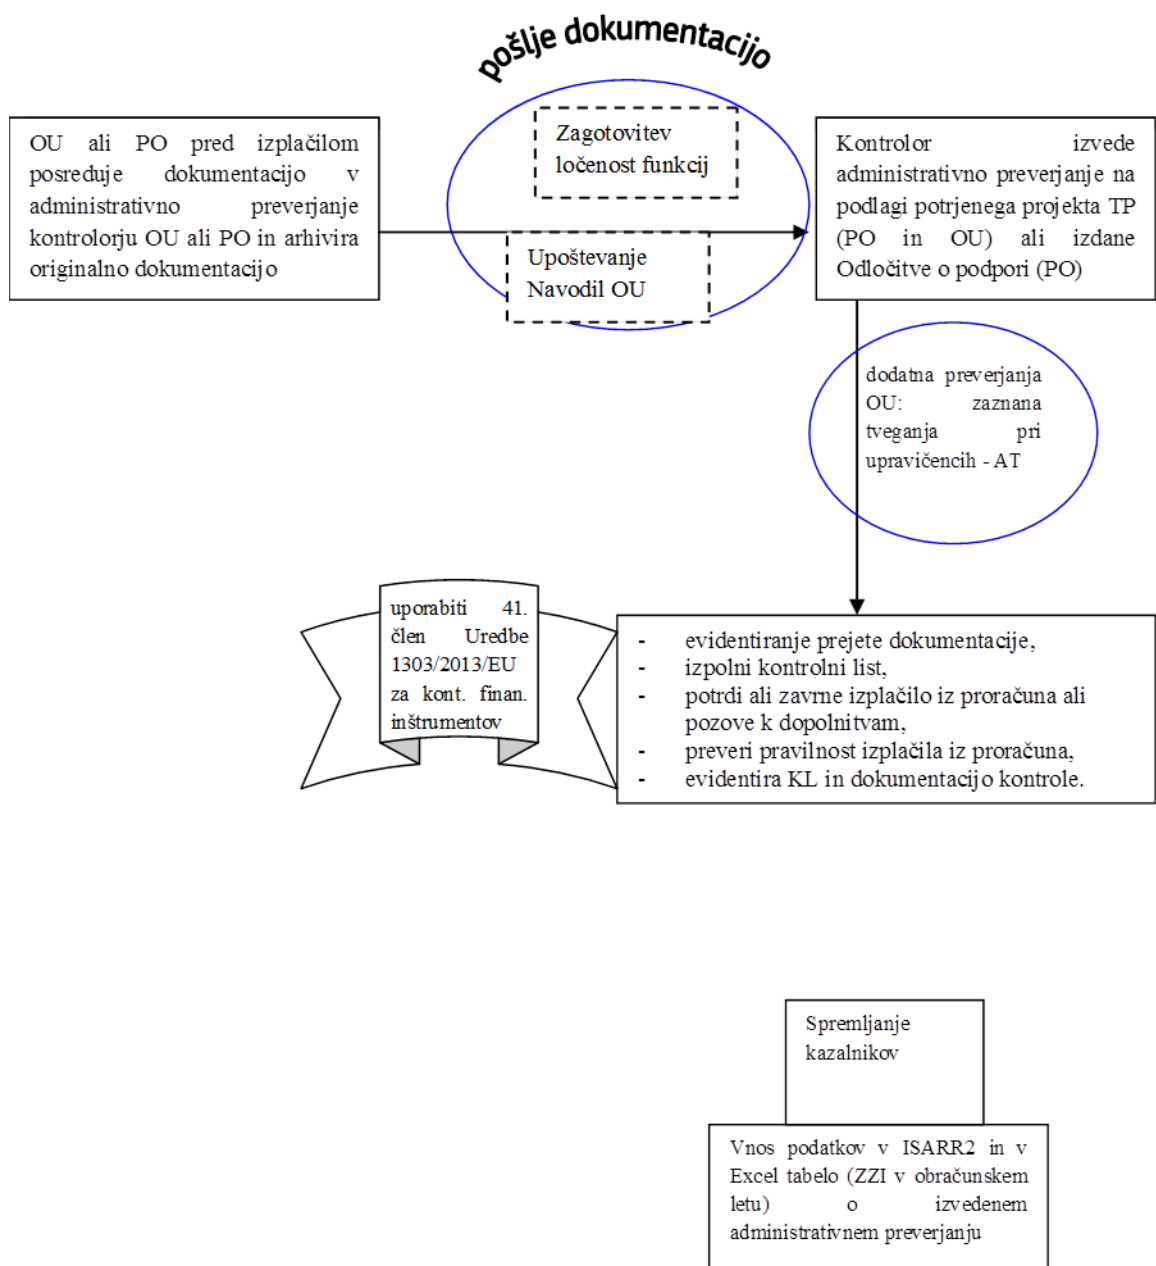 pošlje dokumentacijo
OU ali PO pred izplačilom
posreduje dokumentacijo v
administrativno preverjanje
kontrolorju OU ali PO in arhivira
originalno dokumentacijo
Zagotovitev
ločenost funkcij
Upoštevanje
Navodil OU
Kontrolor izvede
administrativno preverjanje na
podlagi potrjenega projekta TP
(PO in OU) ali izdane
Odločitve o podpori (PO)
dodatna preverjanja
OU: zaznana
tveganja pri
upravičencih - AT
uporabiti 41.
člen Uredbe
1303/2013/EU
za kont. finan.
inštrumentov
- evidentiranje prejete dokumentacije,
- izpolni kontrolni list,
- potrdi ali zavrne izplačilo iz proračuna ali
pozove k dopolnitvam,
- preveri pravilnost izplačila iz proračuna,
- evidentira KL in dokumentacijo kontrole.
Spremljanje
kazalnikov
Vnos podatkov v ISARR2 in v
Excel tabelo (ZZI v obračunskem
letu) o izvedenem
administrativnem preverjanju